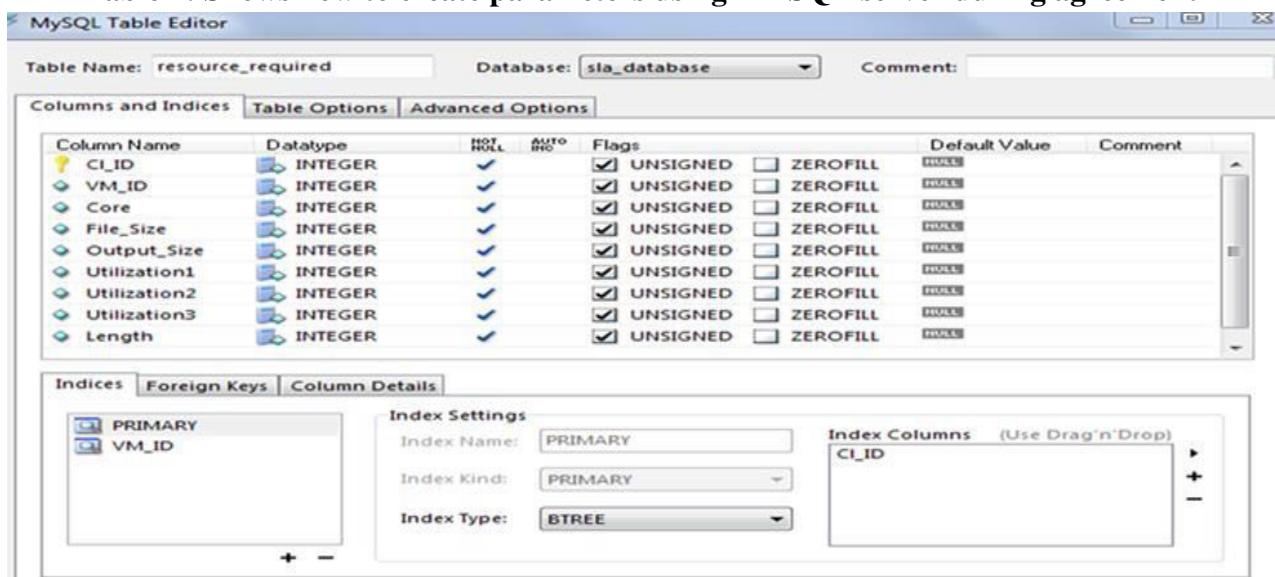 MySQL Table Editor
Table Name: resource_required Database: sla_database Comment:
Columns and Indices Table Options Advanced Options
Column Name Datatype NOT NULL AUTO INC Flags Default Value Comment
CI_ID INTEGER UNSIGNED ZEROFILL NULL
VM_ID INTEGER UNSIGNED ZEROFILL NULL
Core INTEGER UNSIGNED ZEROFILL NULL
File_Size INTEGER UNSIGNED ZEROFILL NULL
Output_Size INTEGER UNSIGNED ZEROFILL NULL
Utilization1 INTEGER UNSIGNED ZEROFILL NULL
Utilization2 INTEGER UNSIGNED ZEROFILL NULL
Utilization3 INTEGER UNSIGNED ZEROFILL NULL
Length INTEGER UNSIGNED ZEROFILL NULL
Indices Foreign Keys Column Details
PRIMARY
VM_ID
Index Settings
Index Name: PRIMARY
Index Kind: PRIMARY
Index Type: BTREE
Index Columns (Use Drag'n'Drop)
CI_ID